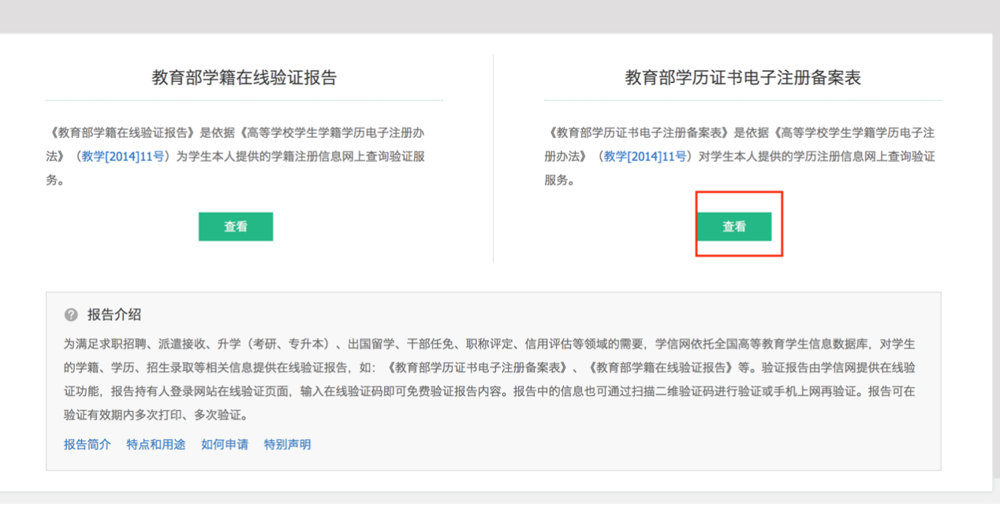 教育部学籍在线验证报告
《教育部学籍在线验证报告》是依据《高等学校学生学籍学历电子注册办
法》（教学[2014]11号）为学生本人提供的学籍注册信息网上查询验证服
务。
查看
教育部学历证书电子注册备案表
《教育部学历证书电子注册备案表》是依据《高等学校学生学籍学历电子注
册办法》（教学[2014]11号）对学生本人提供的学历注册信息网上查询验证
服务。
查看
? 报告介绍
为满足求职招聘、派遣接收、升学（考研、专升本）、出国留学、干部任免、职称评定、信用评估等领域的需要，学信网依托全国高等教育学生信息数据库，对学生
的学籍、学历、招生录取等相关信息提供在线验证报告，如：《教育部学历证书电子注册备案表》、《教育部学籍在线验证报告》等。验证报告由学信网提供在线验
证功能，报告持有人登录网站在线验证页面，输入在线验证码即可免费验证报告内容。报告中的信息也可通过扫描二维验证码进行验证或手机上网再验证。报告可在
验证有效期内多次打印、多次验证。
报告简介 特点和用途 如何申请 特别声明